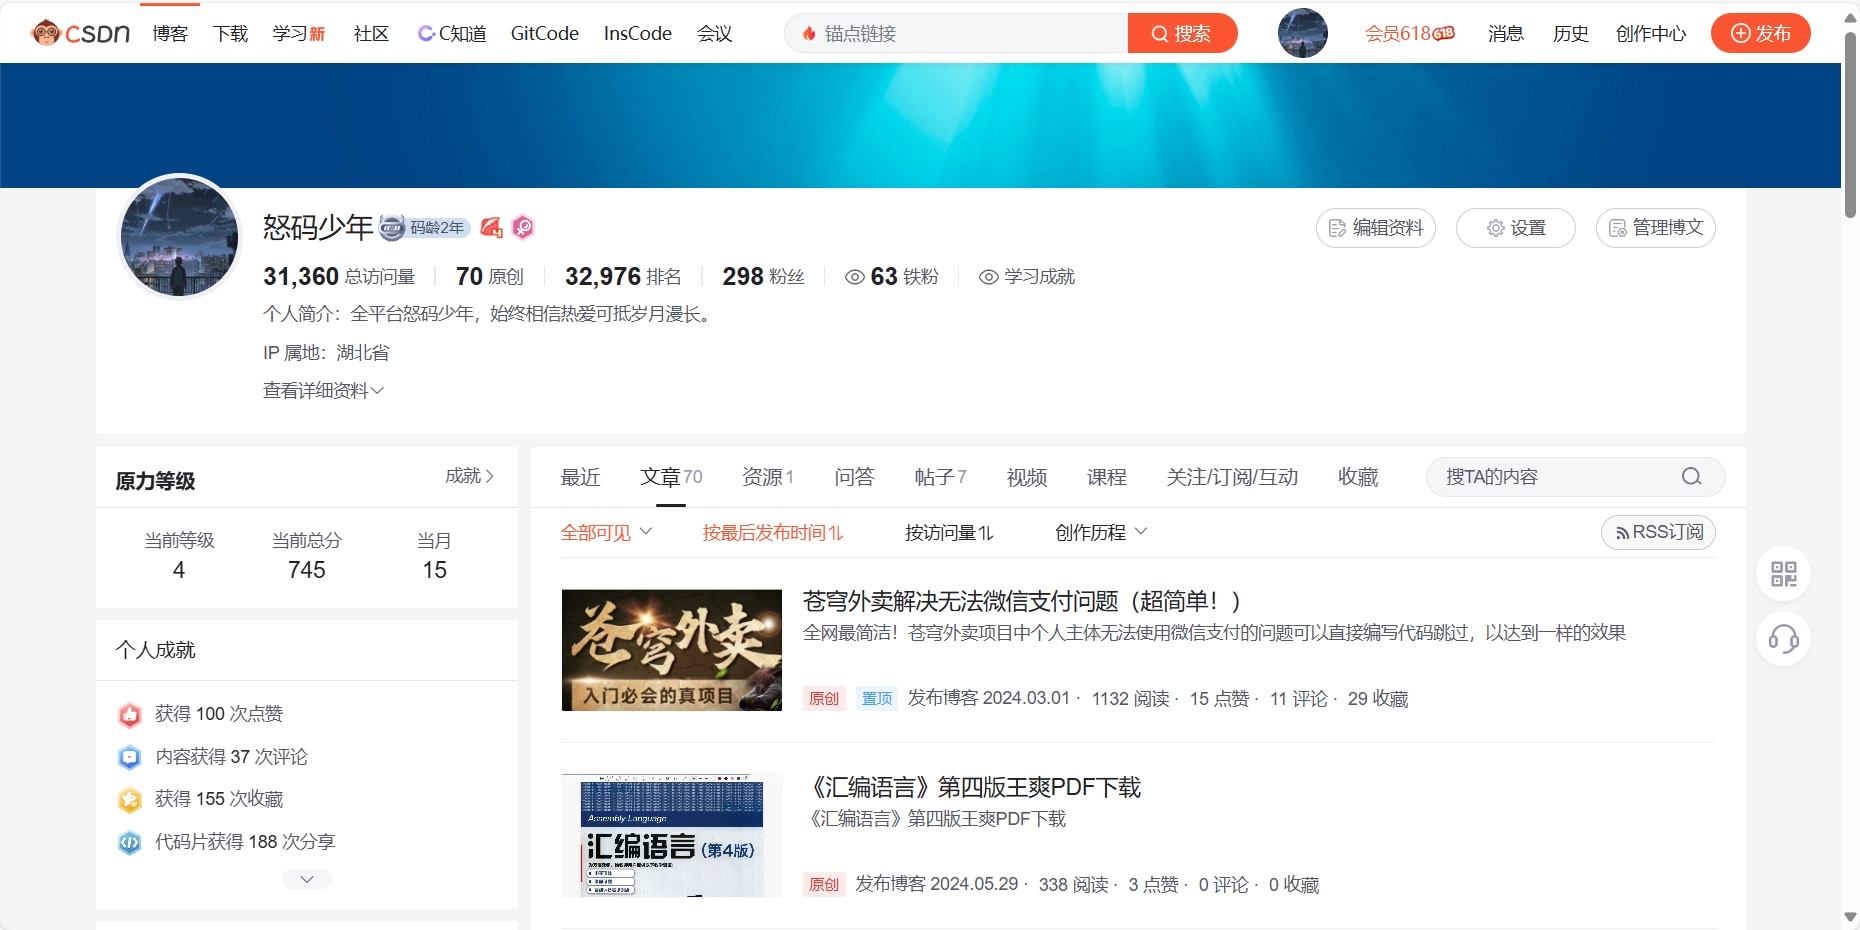 CSDN 博客 下载 学习新 社区 C知道 GitCode InsCode 会议 锚点链接 搜索 会员618 消息 历史 创作中心 发布
怒码少年 码龄2年 编辑资料 设置 管理博文
31,360 总访问量 70 原创 32,976 排名 298 粉丝 63 铁粉 学习成就
个人简介：全平台怒码少年，始终相信热爱可抵岁月漫长。
IP 属地：湖北省
查看详细资料
原力等级 成就
当前等级 当前总分 当月
4 745 15
个人成就
获得 100 次点赞
内容获得 37 次评论
获得 155 次收藏
代码片获得 188 次分享
最近 文章70 资源1 问答 帖子7 视频 课程 关注/订阅/互动 收藏 搜TA的内容
全部可见 按最后发布时间 按访问量 创作历程 RSS订阅
苍穹外卖
入门必会的真项目
苍穹外卖解决无法微信支付问题（超简单！）
全网最简洁！苍穹外卖项目中个人主体无法使用微信支付的问题可以直接编写代码跳过，以达到一样的效果
原创 置顶 发布博客 2024.03.01 · 1132 阅读 · 15 点赞 · 11 评论 · 29 收藏
Assembly Language
汇编语言（第4版）
《汇编语言》第四版王爽PDF下载
《汇编语言》第四版王爽PDF下载
原创 发布博客 2024.05.29 · 338 阅读 · 3 点赞 · 0 评论 · 0 收藏